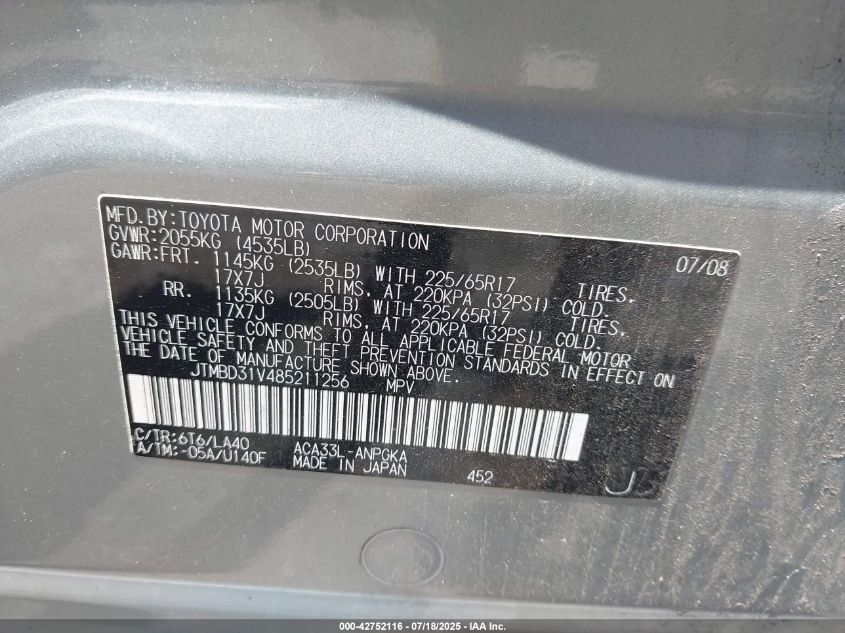 MFD.BY:TOYOTA MOTOR CORPORATION 07/08
GVWR:2055KG (4535LB)
GAWR:FRT. 1145KG (2535LB) WITH 225/65R17 TIRES,
17X7J RIMS, AT 220KPA (32PSI) COLD.
RR. 1135KG (2505LB) WITH 225/65R17 TIRES,
17X7J RIMS, AT 220KPA (32PSI) COLD.
THIS VEHICLE CONFORMS TO ALL APPLICABLE FEDERAL MOTOR
VEHICLE SAFETY AND THEFT PREVENTION STANDARDS IN EFFECT ON
THE DATE OF MANUFACTURE SHOWN ABOVE.
JTMBD31V485211256 MPV
C/TR:6T6/LA40 ACA33L-ANPGKA
A/TM:-05A/U140F MADE IN JAPAN 452 J
000-42752116 - 07/18/2025 - IAA Inc.